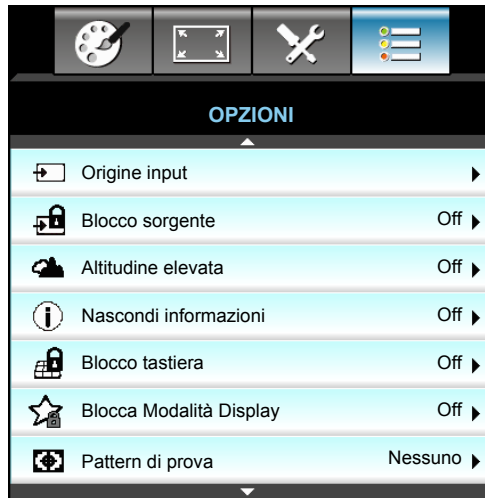 OPZIONI
Origine input
Blocco sorgente Off
Altitudine elevata Off
Nascondi informazioni Off
Blocco tastiera Off
Blocca Modalità Display Off
Pattern di prova Nessuno